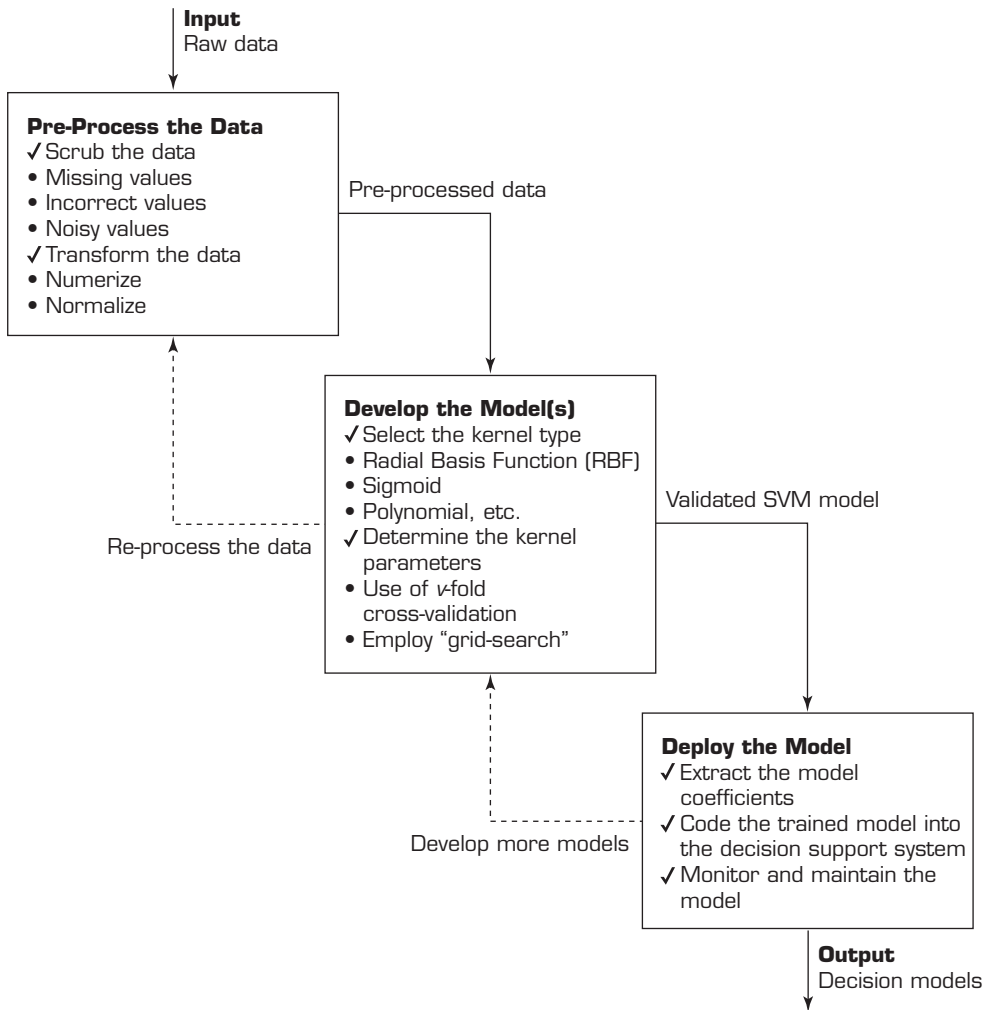 Input
Raw data
Pre-Process the Data
✓ Scrub the data
• Missing values
• Incorrect values
• Noisy values
✓ Transform the data
• Numerize
• Normalize
Pre-processed data
Develop the Model(s)
✓ Select the kernel type
• Radial Basis Function (RBF)
• Sigmoid
• Polynomial, etc.
✓ Determine the kernel
parameters
• Use of v-fold
cross-validation
• Employ “grid-search”
Re-process the data
Validated SVM model
Deploy the Model
✓ Extract the model
coefficients
✓ Code the trained model into
the decision support system
✓ Monitor and maintain the
model
Develop more models
Output
Decision models